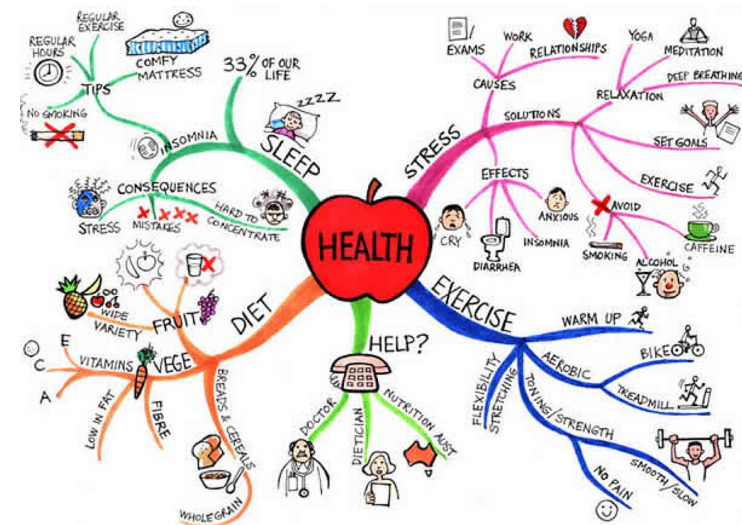 HEALTH
SLEEP
33% OF OUR
LIFE
ZZZZ
INSOMNIA
TIPS
REGULAR
EXERCISE
REGULAR
HOURS
COMFY
MATTRESS
NO SMOKING
CONSEQUENCES
STRESS
MISTAKES
HARD TO
CONCENTRATE
STRESS
CAUSES
EXAMS
WORK
RELATIONSHIPS
SOLUTIONS
RELAXATION
YOGA
MEDITATION
DEEP BREATHING
SET GOALS
EXERCISE
AVOID
SMOKING
ALCOHOL
CAFFEINE
EFFECTS
CRY
DIARRHEA
INSOMNIA
ANXIOUS
EXERCISE
WARM UP
AEROBIC
BIKE
TREADMILL
TONING/STRENGTH
SMOOTH/SLOW
NO PAIN
FLEXIBILITY
STRETCHING
HELP?
DOCTOR
DIETICIAN
NUTRITION AUST
DIET
FRUIT
WIDE
VARIETY
VEGE
VITAMINS
E
C
A
LOW IN FAT
FIBRE
BREADS & CEREALS
WHOLEGRAIN